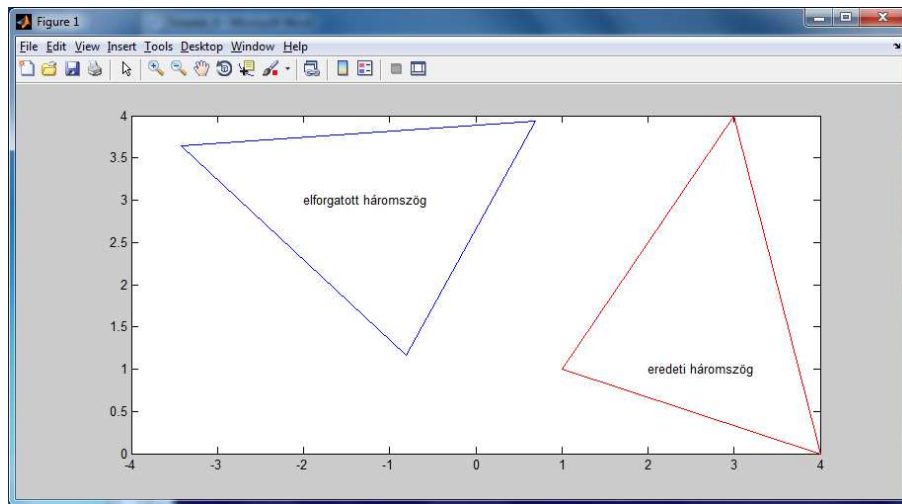 Figure 1
File Edit View Insert Tools Desktop Window Help
4
3.5
3
2.5
2
1.5
1
0.5
0
elforgatott háromszög
eredeti háromszög
-4 -3 -2 -1 0 1 2 3 4